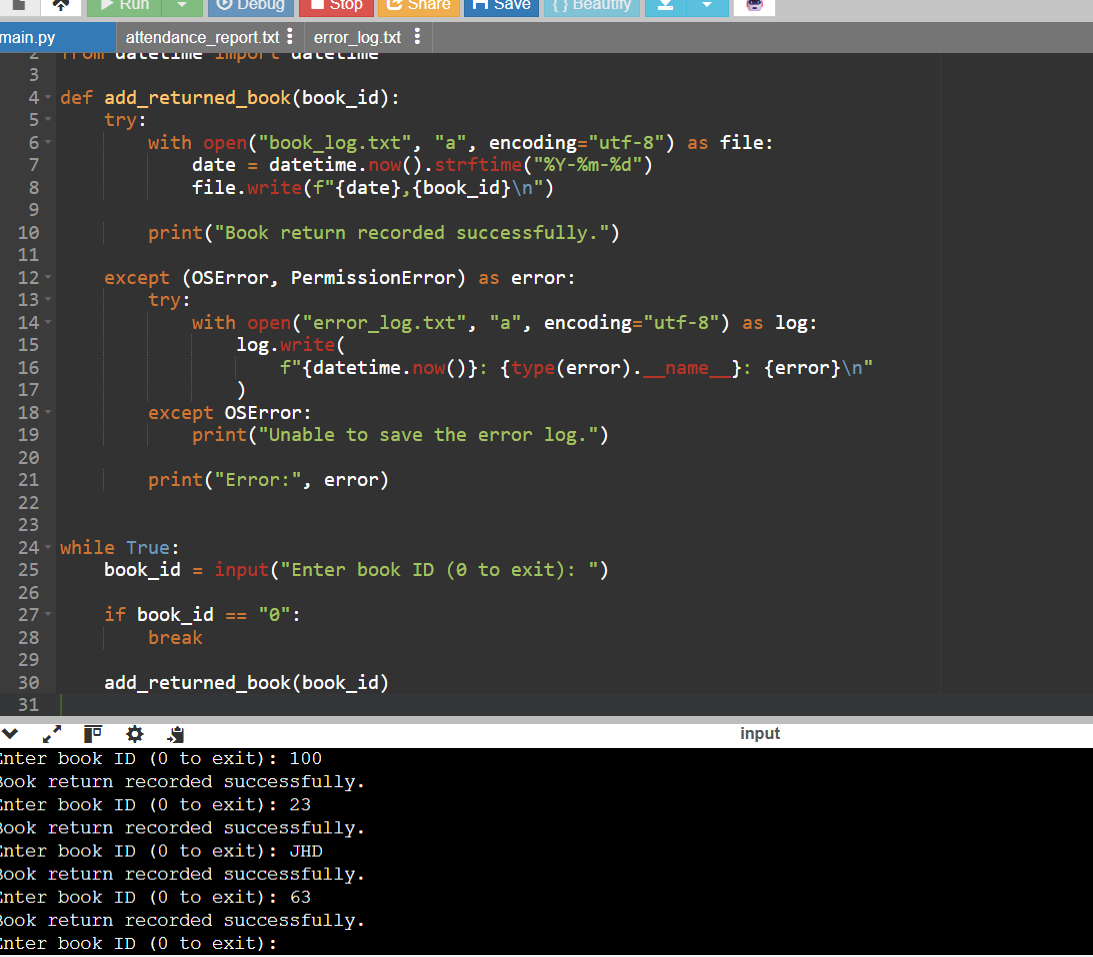 Run Debug Stop Share Save { } Beautify
main.py attendance_report.txt error_log.txt
2 from datetime import datetime
3
4 def add_returned_book(book_id):
5     try:
6         with open("book_log.txt", "a", encoding="utf-8") as file:
7             date = datetime.now().strftime("%Y-%m-%d")
8             file.write(f"{date},{book_id}\n")
9
10         print("Book return recorded successfully.")
11
12     except (OSError, PermissionError) as error:
13         try:
14             with open("error_log.txt", "a", encoding="utf-8") as log:
15                 log.write(
16                     f"{datetime.now()}: {type(error).__name__}: {error}\n"
17                 )
18         except OSError:
19             print("Unable to save the error log.")
20
21         print("Error:", error)
22
23
24 while True:
25     book_id = input("Enter book ID (0 to exit): ")
26
27     if book_id == "0":
28         break
29
30     add_returned_book(book_id)
31
input
Enter book ID (0 to exit): 100
Book return recorded successfully.
Enter book ID (0 to exit): 23
Book return recorded successfully.
Enter book ID (0 to exit): JHD
Book return recorded successfully.
Enter book ID (0 to exit): 63
Book return recorded successfully.
Enter book ID (0 to exit):